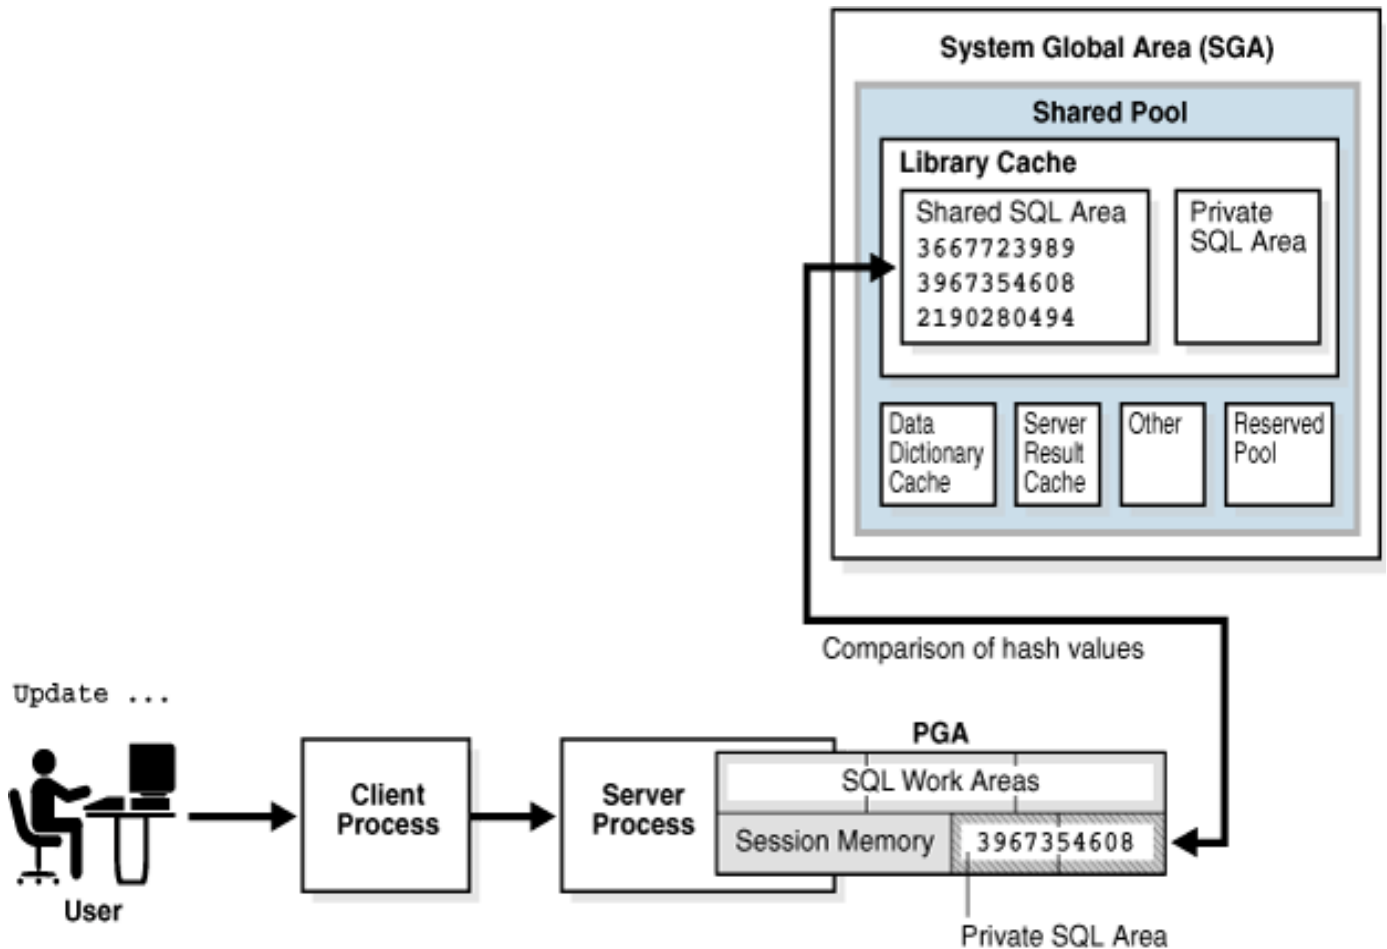 System Global Area (SGA)
Shared Pool
Library Cache
Shared SQL Area
3667723989
3967354608
2190280494
Private
SQL Area
Data
Dictionary
Cache
Server
Result
Cache
Other
Reserved
Pool
Comparison of hash values
Update ...
User
Client
Process
Server
Process
PGA
SQL Work Areas
Session Memory
3967354608
Private SQL Area